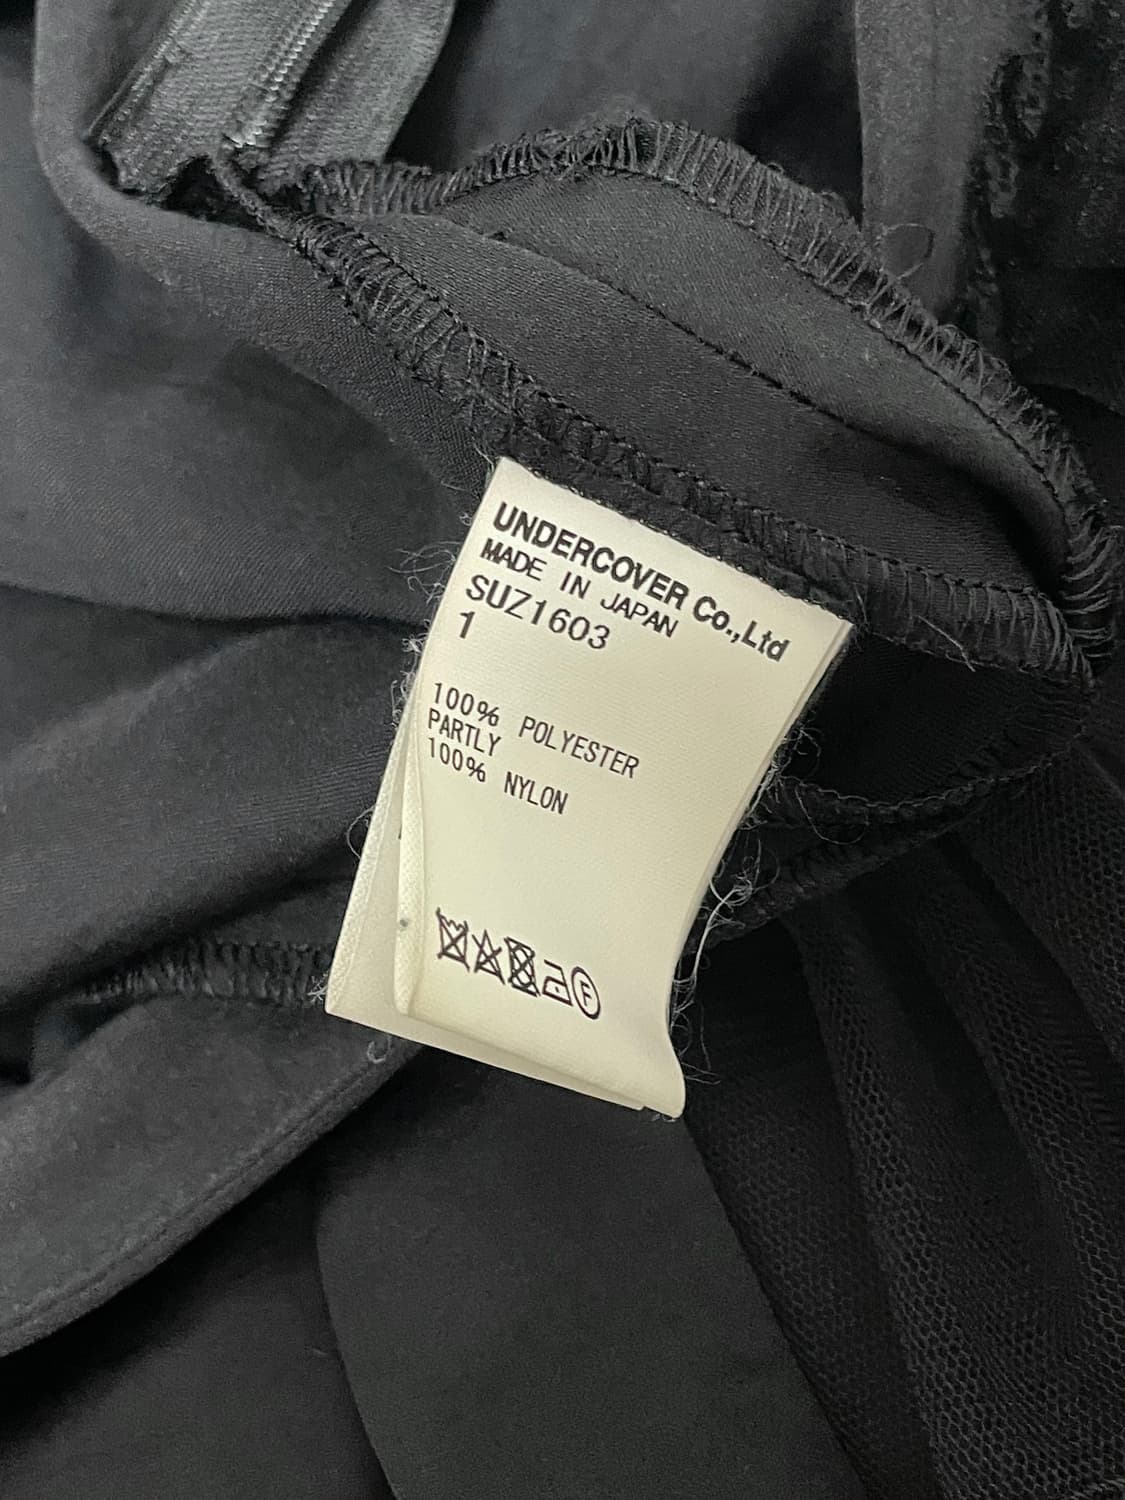 UNDERCOVER Co.,Ltd
MADE IN JAPAN
SUZ1603
1
100% POLYESTER
PARTLY
100% NYLON
F